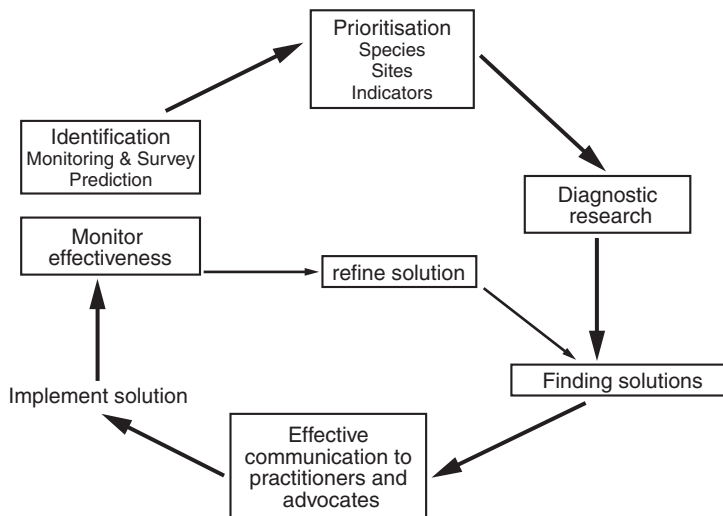 Prioritisation
Species
Sites
Indicators
Identification
Monitoring & Survey
Prediction
Diagnostic
research
Monitor
effectiveness
refine solution
Finding solutions
Implement solution
Effective
communication to
practitioners and
advocates